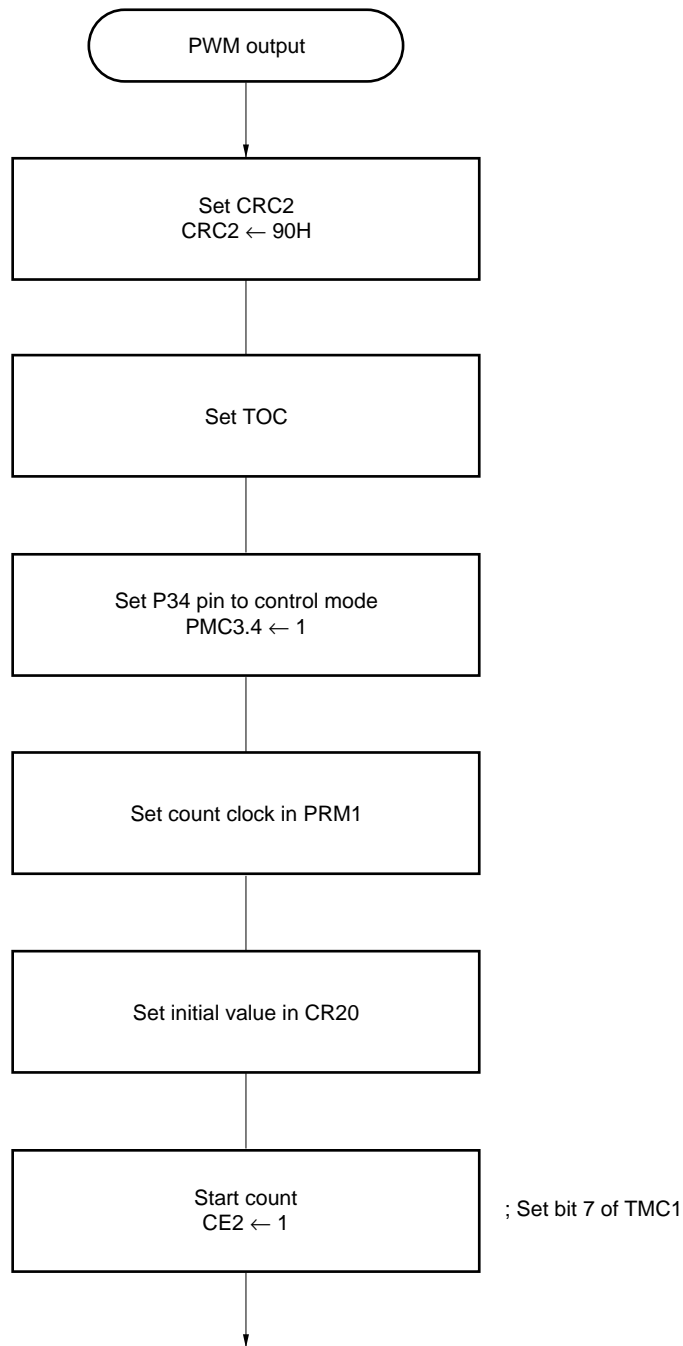 PWM output
Set CRC2
CRC2 ← 90H
Set TOC
Set P34 pin to control mode
PMC3.4 ← 1
Set count clock in PRM1
Set initial value in CR20
Start count
CE2 ← 1
; Set bit 7 of TMC1